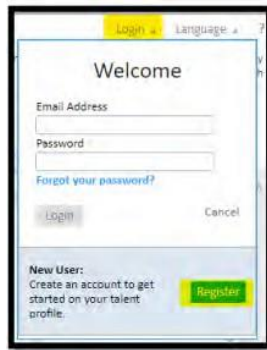 Login Language ?
Welcome
Email Address
Password
Forgot your password?
Login Cancel
New User:
Create an account to get
started on your talent
profile.
Register